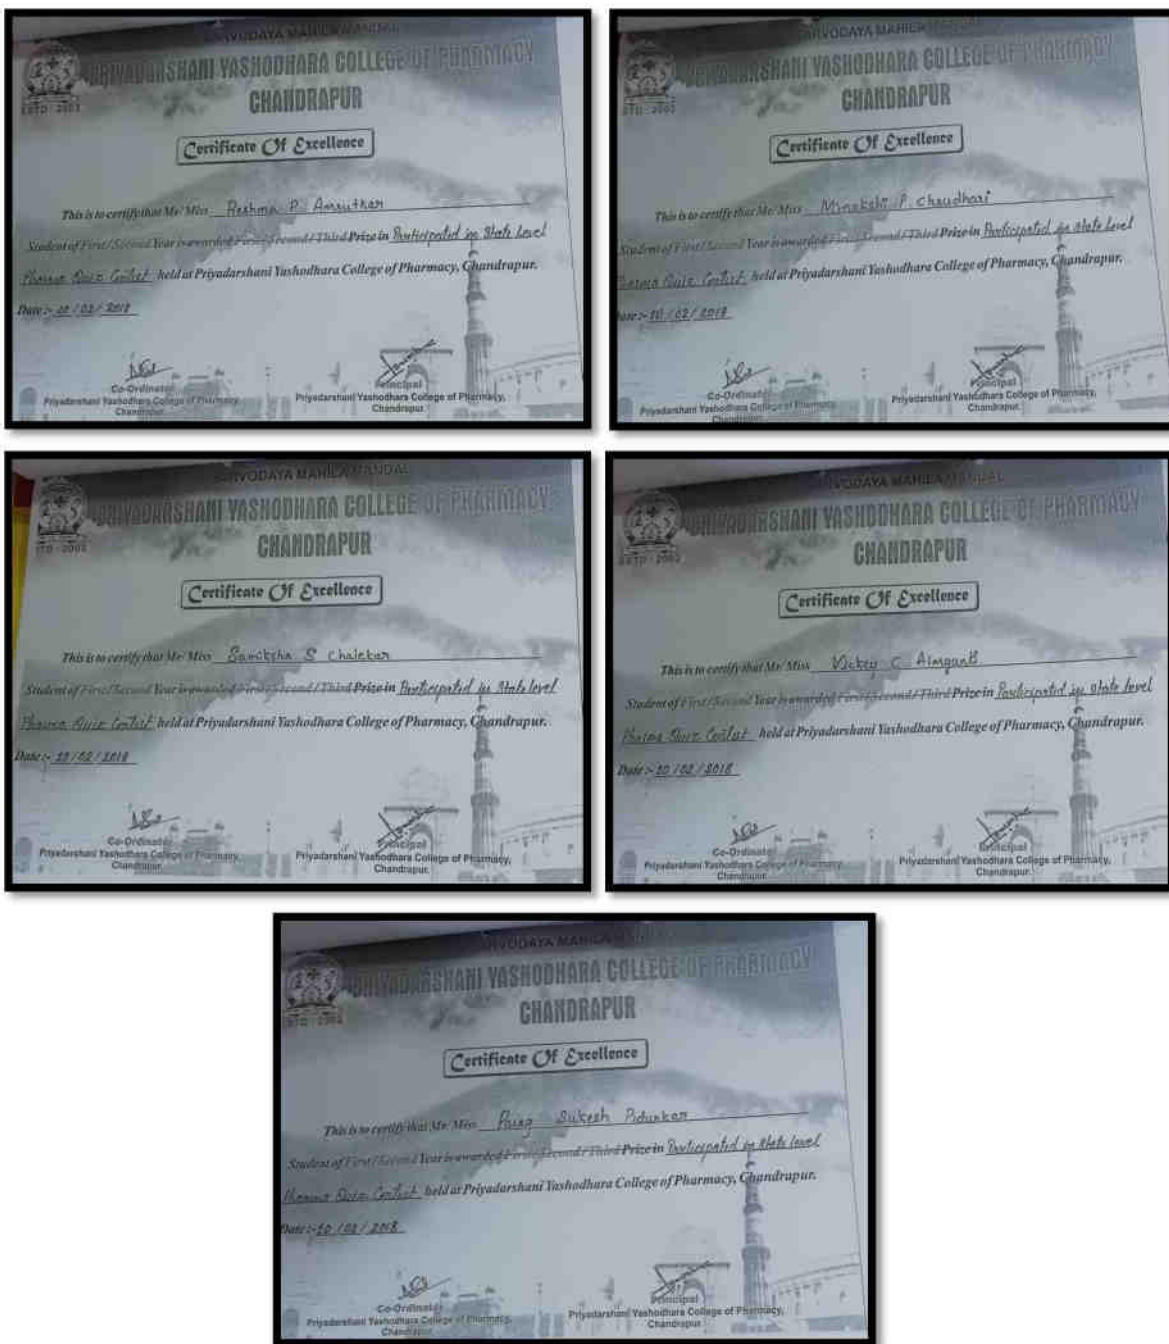 SARVODAYA MAHILA MANDAL
PRIYADARSHANI YASHODHARA COLLEGE OF PHARMACY
CHANDRAPUR
ESTD - 2003
Certificate Of Excellence
This is to certify that Mr/ Miss Reshma P. Amrutkar
Student of First / Second Year is awarded First / Second / Third Prize in Participated in State Level
Pharma Quiz Contest held at Priyadarshani Yashodhara College of Pharmacy, Chandrapur.
Date :- 20 / 02 / 2018
Co-Ordinator Principal
Priyadarshani Yashodhara College of Pharmacy, Priyadarshani Yashodhara College of Pharmacy,
Chandrapur. Chandrapur.
SARVODAYA MAHILA MANDAL
PRIYADARSHANI YASHODHARA COLLEGE OF PHARMACY
CHANDRAPUR
ESTD - 2003
Certificate Of Excellence
This is to certify that Mr/ Miss Minakshi P. Chaudhari
Student of First / Second Year is awarded First / Second / Third Prize in Participated in State Level
Pharma Quiz Contest held at Priyadarshani Yashodhara College of Pharmacy, Chandrapur.
Date :- 20 / 02 / 2018
Co-Ordinator Principal
Priyadarshani Yashodhara College of Pharmacy, Priyadarshani Yashodhara College of Pharmacy,
Chandrapur. Chandrapur.
SARVODAYA MAHILA MANDAL
PRIYADARSHANI YASHODHARA COLLEGE OF PHARMACY
CHANDRAPUR
ESTD - 2003
Certificate Of Excellence
This is to certify that Mr/ Miss Samiksha S Chalekar
Student of First / Second Year is awarded First / Second / Third Prize in Participated in State level
Pharma Quiz Contest held at Priyadarshani Yashodhara College of Pharmacy, Chandrapur.
Date :- 20 / 02 / 2018
Co-Ordinator Principal
Priyadarshani Yashodhara College of Pharmacy, Priyadarshani Yashodhara College of Pharmacy,
Chandrapur. Chandrapur.
SARVODAYA MAHILA MANDAL
PRIYADARSHANI YASHODHARA COLLEGE OF PHARMACY
CHANDRAPUR
ESTD - 2003
Certificate Of Excellence
This is to certify that Mr/ Miss Vickey C
Student of First / Second Year is awarded First / Second / Third Prize in Participated in State level
Pharma Quiz Contest held at Priyadarshani Yashodhara College of Pharmacy, Chandrapur.
Date :- 20 / 02 / 2018
Co-Ordinator Principal
Priyadarshani Yashodhara College of Pharmacy, Priyadarshani Yashodhara College of Pharmacy,
Chandrapur. Chandrapur.
SARVODAYA MAHILA MANDAL
PRIYADARSHANI YASHODHARA COLLEGE OF PHARMACY
CHANDRAPUR
ESTD - 2003
Certificate Of Excellence
This is to certify that Mr/ Miss Sukesh
Student of First / Second Year is awarded First / Second / Third Prize in Participated in State level
Pharma Quiz Contest held at Priyadarshani Yashodhara College of Pharmacy, Chandrapur.
Date :- 20 / 02 / 2018
Co-Ordinator Principal
Priyadarshani Yashodhara College of Pharmacy, Priyadarshani Yashodhara College of Pharmacy,
Chandrapur. Chandrapur.